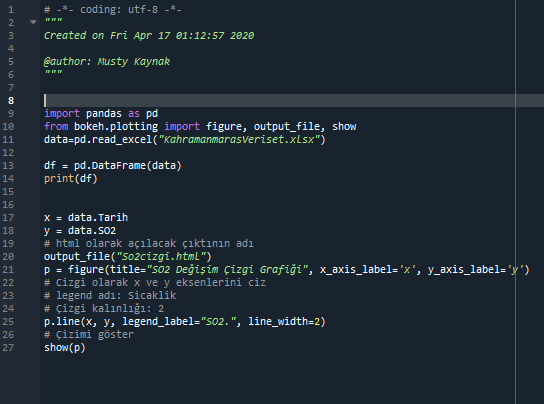 1 # -*- coding: utf-8 -*-
2 """
3 Created on Fri Apr 17 01:12:57 2020
4
5 @author: Musty Kaynak
6 """
7
8
9 import pandas as pd
10 from bokeh.plotting import figure, output_file, show
11 data=pd.read_excel("KahramanmarasVeriset.xlsx")
12
13 df = pd.DataFrame(data)
14 print(df)
15
16
17 x = data.Tarih
18 y = data.SO2
19 # html olarak açılacak çıktının adı
20 output_file("So2cizgi.html")
21 p = figure(title="SO2 Değişim Çizgi Grafiği", x_axis_label='x', y_axis_label='y')
22 # Cizgi olarak x ve y eksenlerini ciz
23 # legend adı: Sicaklik
24 # Çizgi kalınlığı: 2
25 p.line(x, y, legend_label="SO2.", line_width=2)
26 # Çizimi göster
27 show(p)